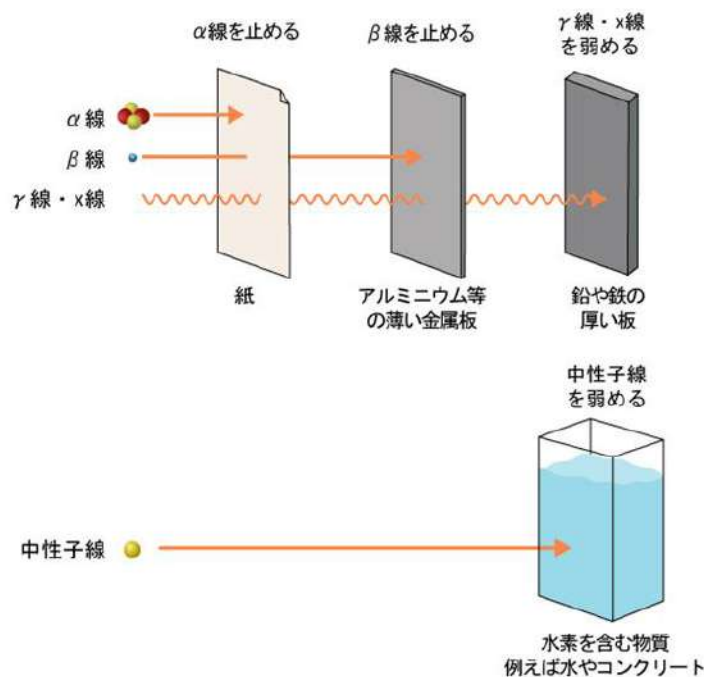 α線を止める
β線を止める
γ線・x線
を弱める
α線
β線
γ線・x線
紙
アルミニウム等
の薄い金属板
鉛や鉄の
厚い板
中性子線
を弱める
中性子線
水素を含む物質
例えば水やコンクリート